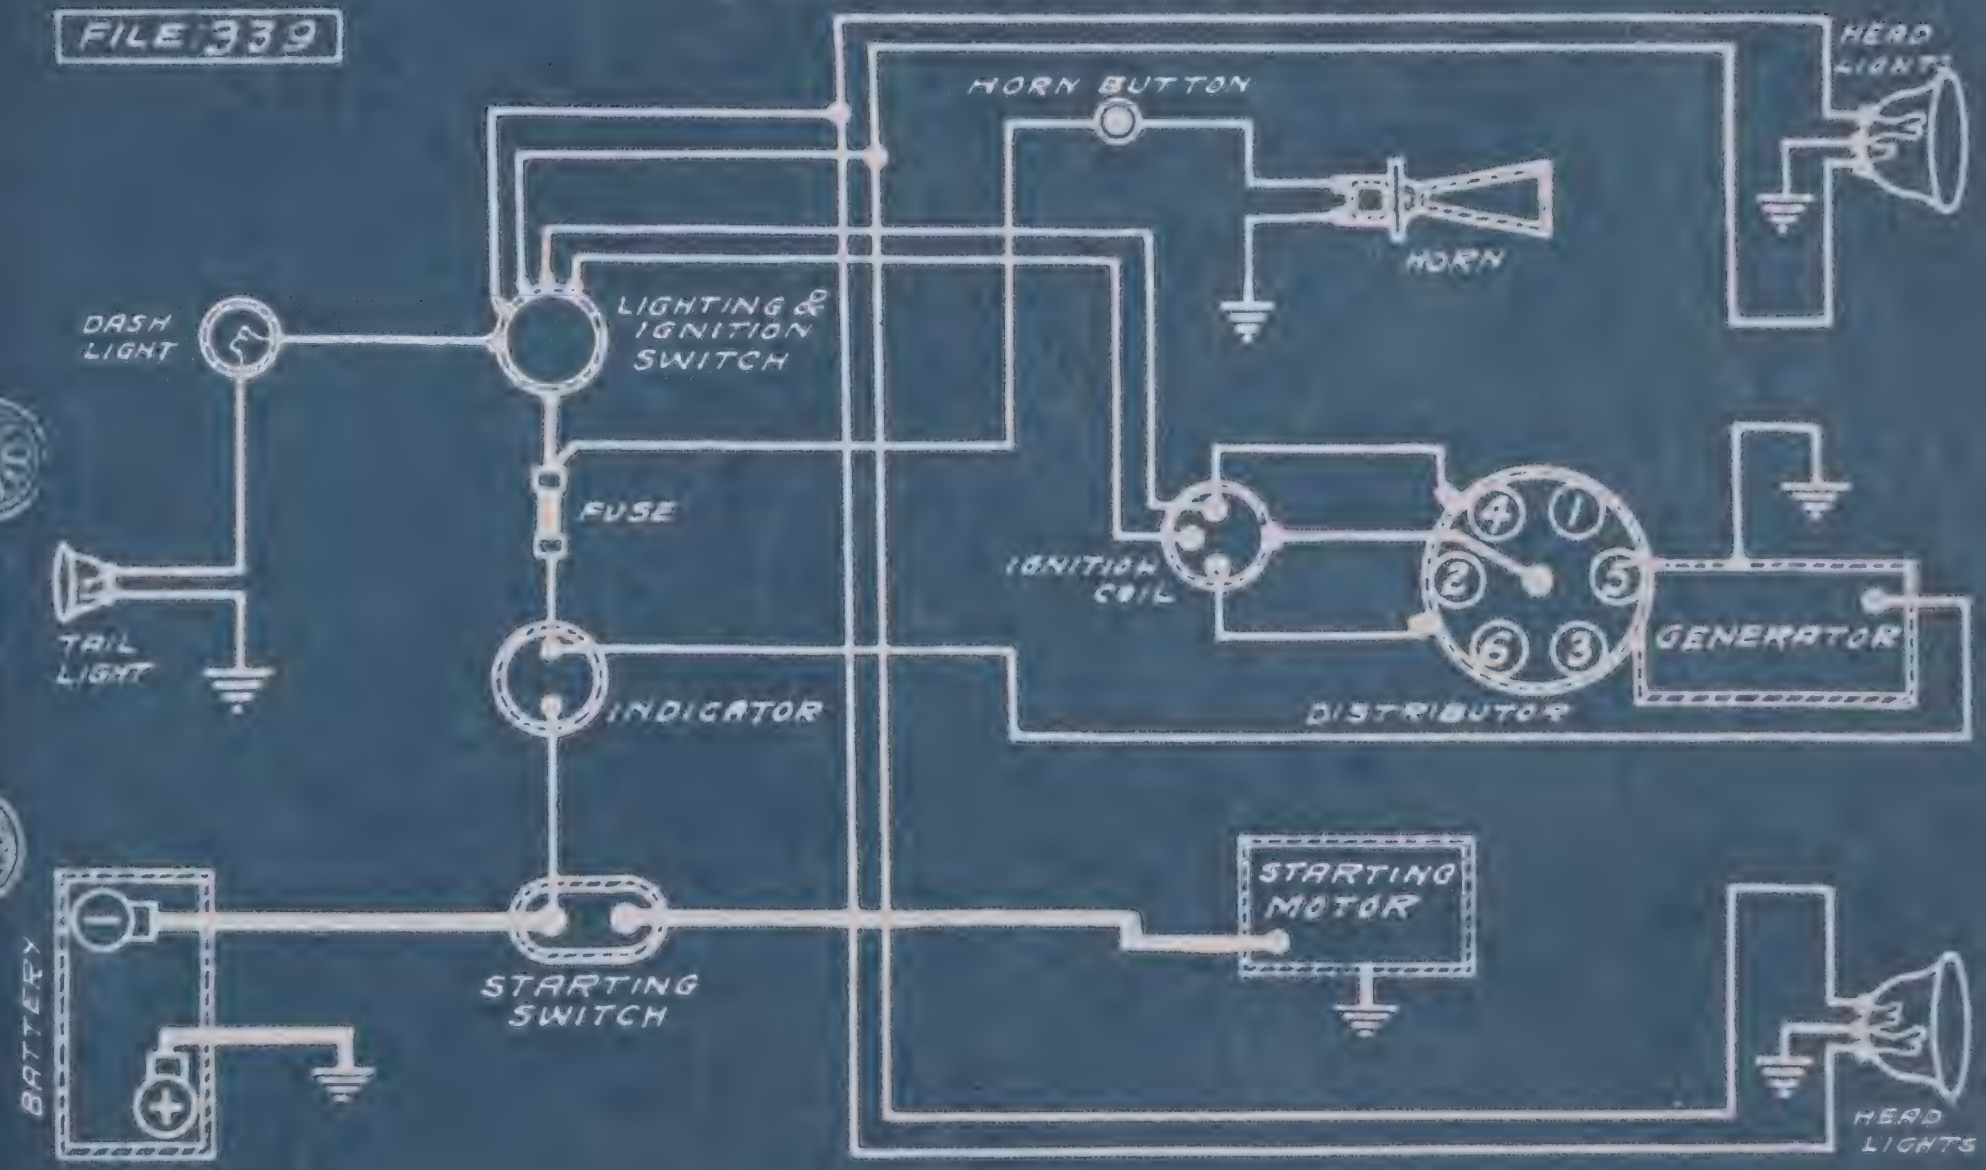 FILE 339
HEAD
LIGHTS
HORN BUTTON
HORN
DASH
LIGHT
LIGHTING &
IGNITION
SWITCH
FUSE
IGNITION
COIL
4 1
2 5
6 3
GENERATOR
DISTRIBUTOR
TAIL
LIGHT
INDICATOR
STARTING
MOTOR
BATTERY
-
+
STARTING
SWITCH
HEAD
LIGHTS